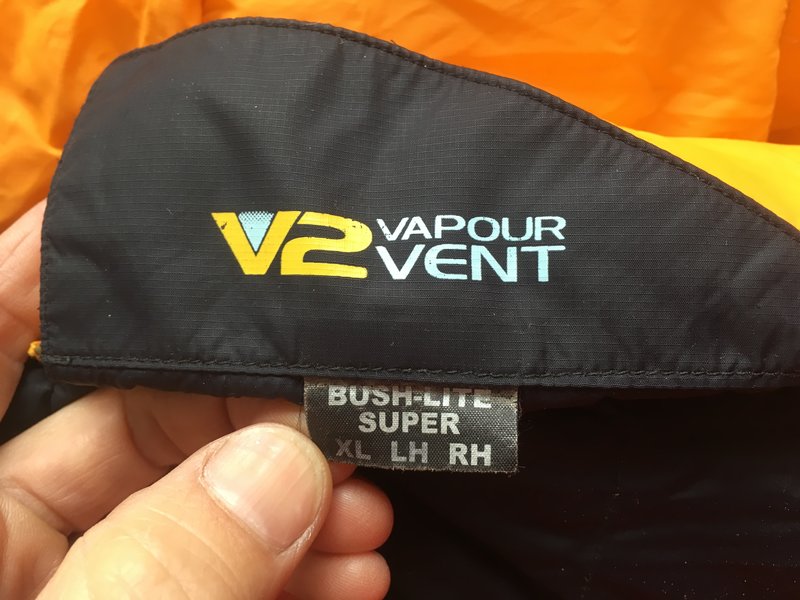 V2 VAPOUR
VENT
BUSH-LITE
SUPER
XL LH RH